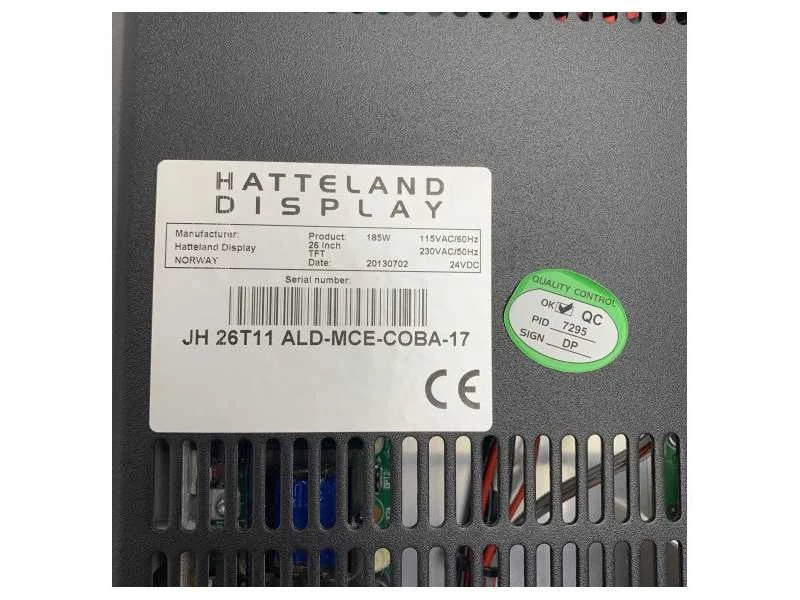 HATTELAND
DISPLAY
Manufacturer:
Hatteland Display
NORWAY
Product: 185W 115VAC/60Hz
26 Inch 230VAC/50Hz
TFT
Date: 20130702 24VDC
Serial number:
JH 26T11 ALD-MCE-COBA-17
CE
QUALITY CONTROL
OK QC
PID 7295
SIGN DP